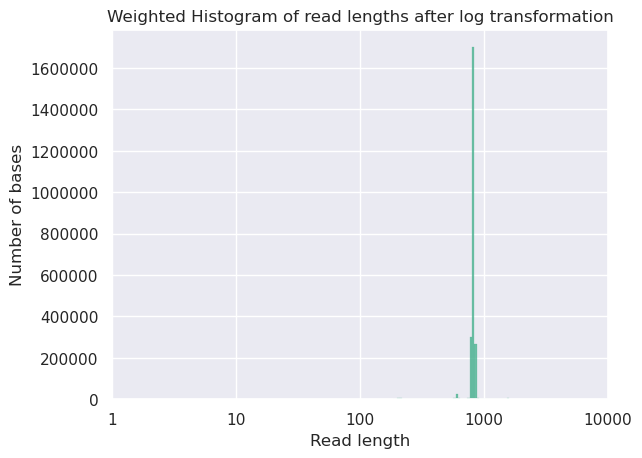 Weighted Histogram of read lengths after log transformation
1600000
1400000
1200000
1000000
800000
600000
400000
200000
0
Number of bases
1 10 100 1000 10000
Read length